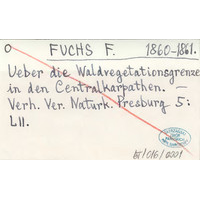 O FUCHS F. 1860-1861.
Ueber die Waldvegetationsgrenze
in den Centralkarpathen. —
Verh. Ver. Naturk. Presburg 5:
LII.